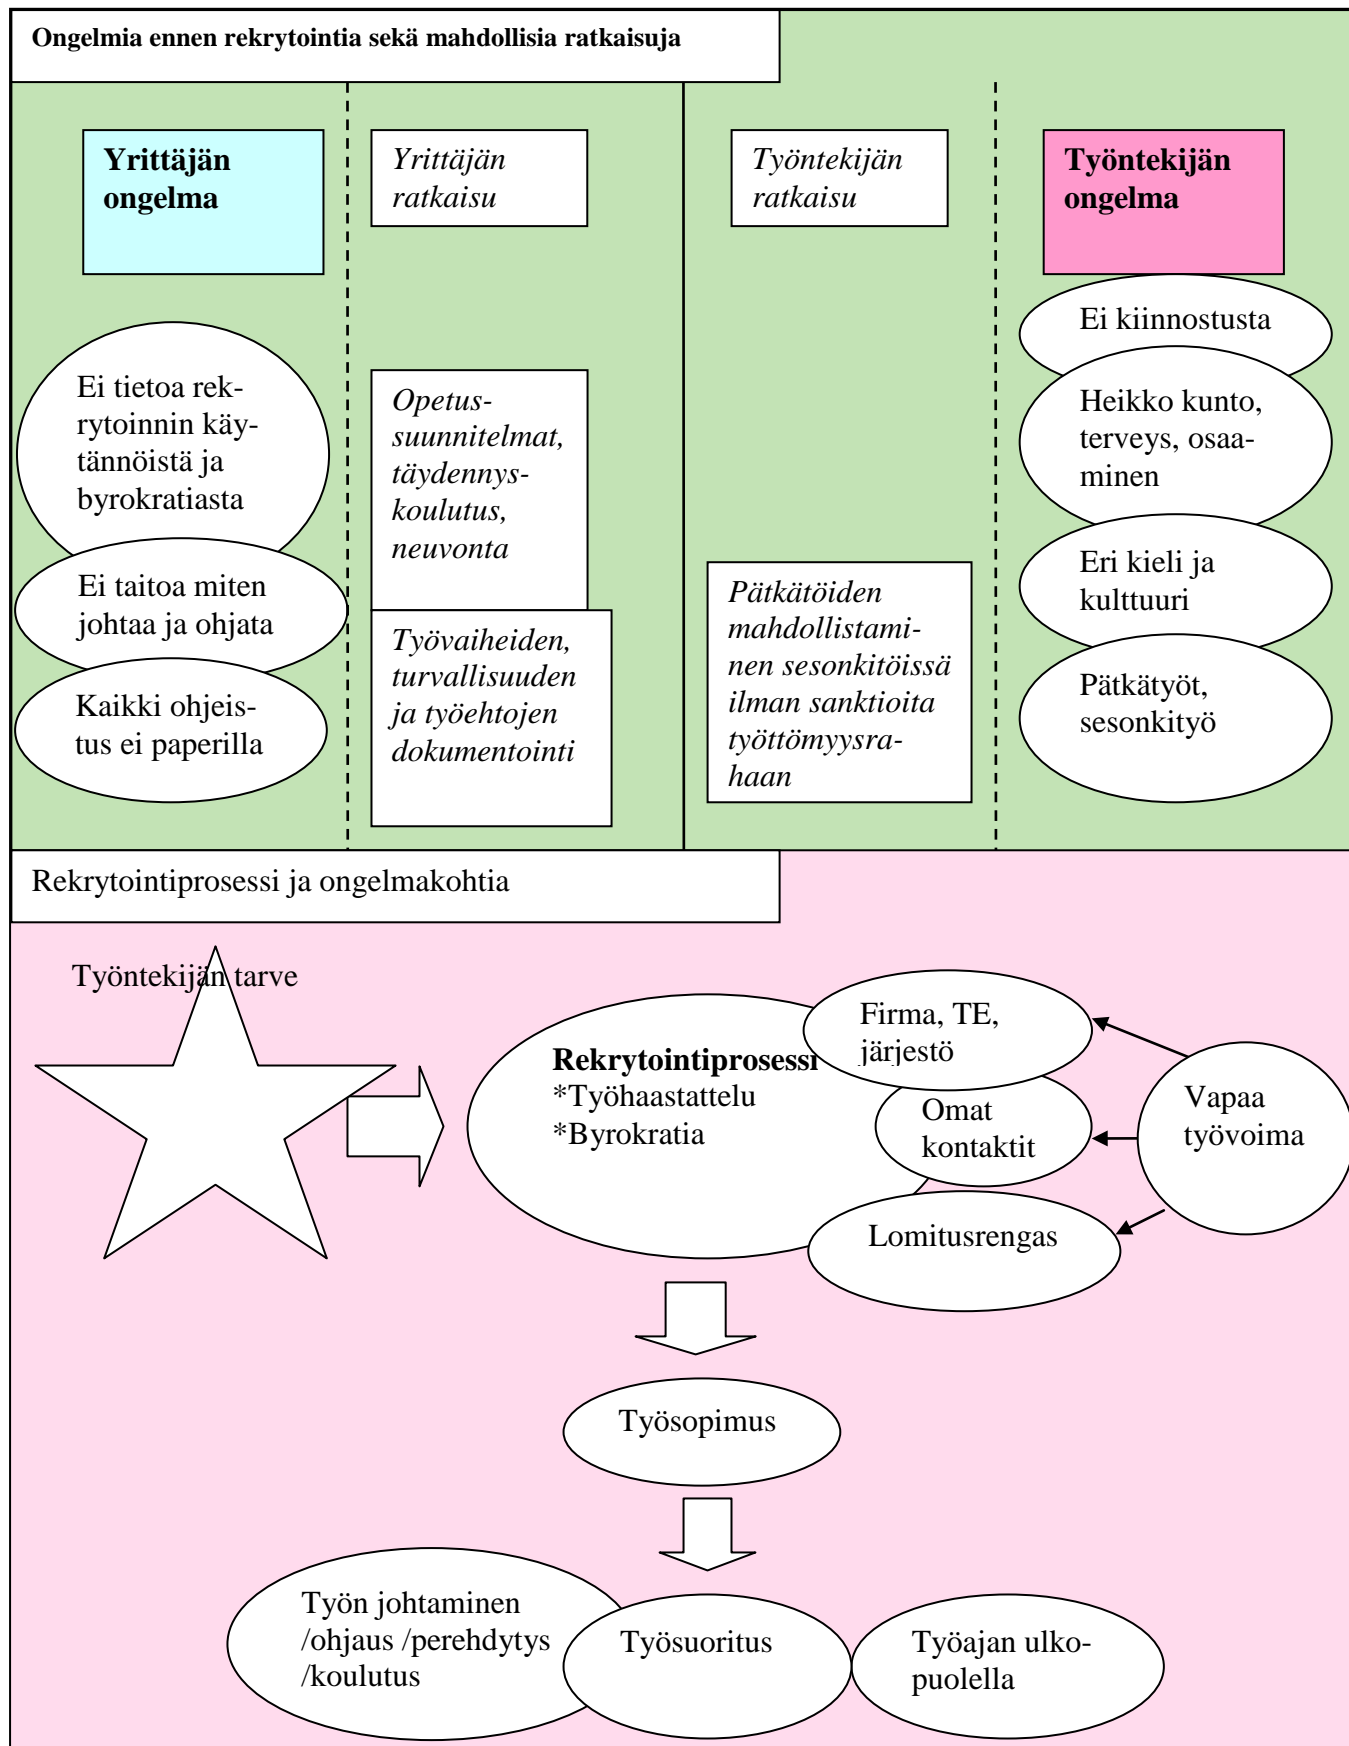 Ongelmia ennen rekrytointia sekä mahdollisia ratkaisuja
Yrittäjän
ongelma
Yrittäjän
ratkaisu
Työntekijän
ratkaisu
Työntekijän
ongelma
Ei tietoa rek-
rytoinnin käy-
tännöistä ja
byrokratiasta
Ei taitoa miten
johtaa ja ohjata
Kaikki ohjeis-
tus ei paperilla
Opetus-
suunnitelmat,
täydennys-
koulutus,
neuvonta
Työvaiheiden,
turvallisuuden
ja työehtojen
dokumentointi
Pätkätöiden
mahdollistami-
nen sesonkitöissä
ilman sanktioita
työttömyysra-
haan
Ei kiinnostusta
Heikko kunto,
terveys, osaa-
minen
Eri kieli ja
kulttuuri
Pätkätyöt,
sesonkityö
Rekrytointiprosessi ja ongelmakohtia
Työntekijän tarve
Rekrytointiprosessi
*Työhaastattelu
*Byrokratia
Firma, TE,
järjestö
Omat
kontaktit
Lomitusrengas
Vapaa
työvoima
Työsopimus
Työn johtaminen
/ohjaus /perehdytys
/koulutus
Työsuoritus
Työajan ulko-
puolella